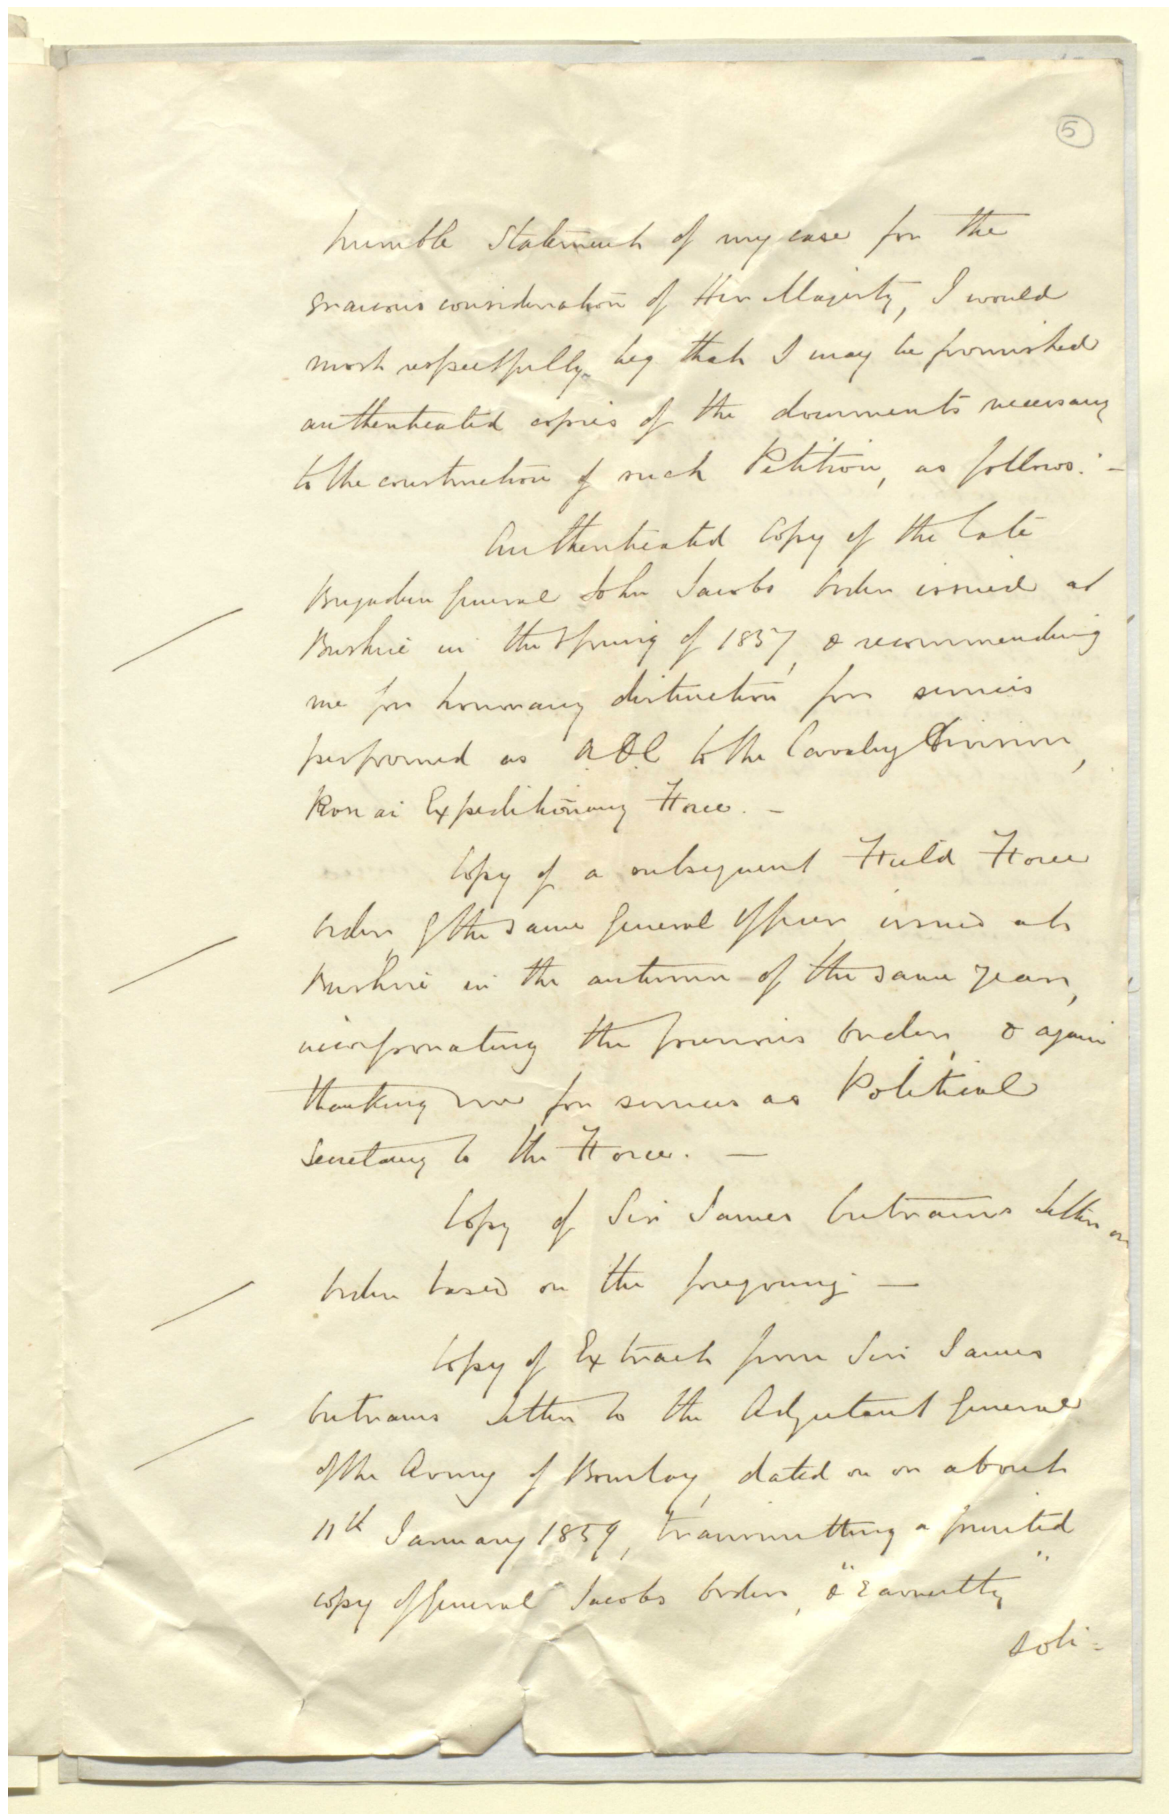 5
humble Statement of my case for the
gracious consideration of Her Majesty, I would
most respectfully beg that I may be furnished
authenticated copies of the documents necessary
to the construction of such Petition, as follows: –
Authenticated Copy of the late
Brigadier General John Jacobs Order issued at
Bushire in the Spring of 1857, & recommending
me for honorary distinction for services
performed as ADC to the Cavalry Division,
Persian Expeditionary Force. –
Copy of a subsequent Field Force
Order of the same General Officer issued at
Bushire in the autumn of the same year,
incorporating the previous Order, & again
thanking me for services as Political
Secretary to the Force. —
Copy of Sir James Outrams letter or
Order based on the foregoing —
Copy of Extract from Sir James
Outrams letter to the Adjutant General
of the Army of Bombay, dated on or about
11th January 1859, transmitting a printed
copy of General Jacobs Orders, & "earnestly"
soli-